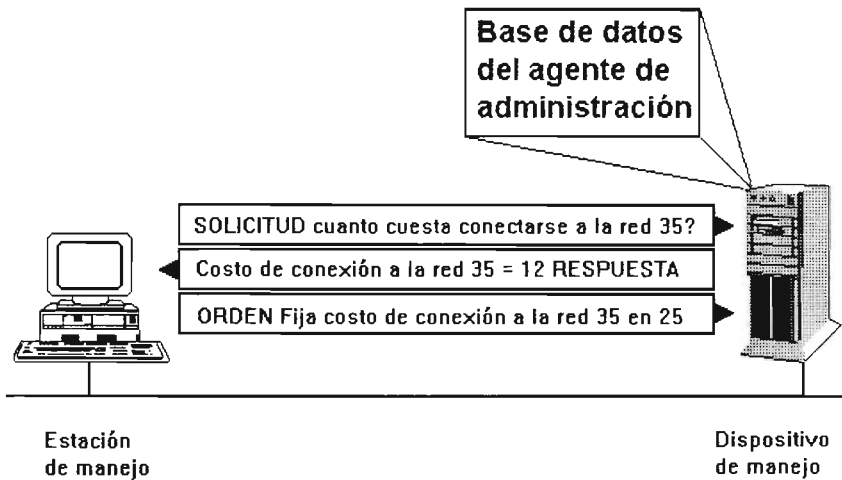 Base de datos
del agente de
administración
SOLICITUD cuanto cuesta conectarse a la red 35?
Costo de conexión a la red 35 = 12 RESPUESTA
ORDEN Fija costo de conexión a la red 35 en 25
Estación
de manejo
Dispositivo
de manejo